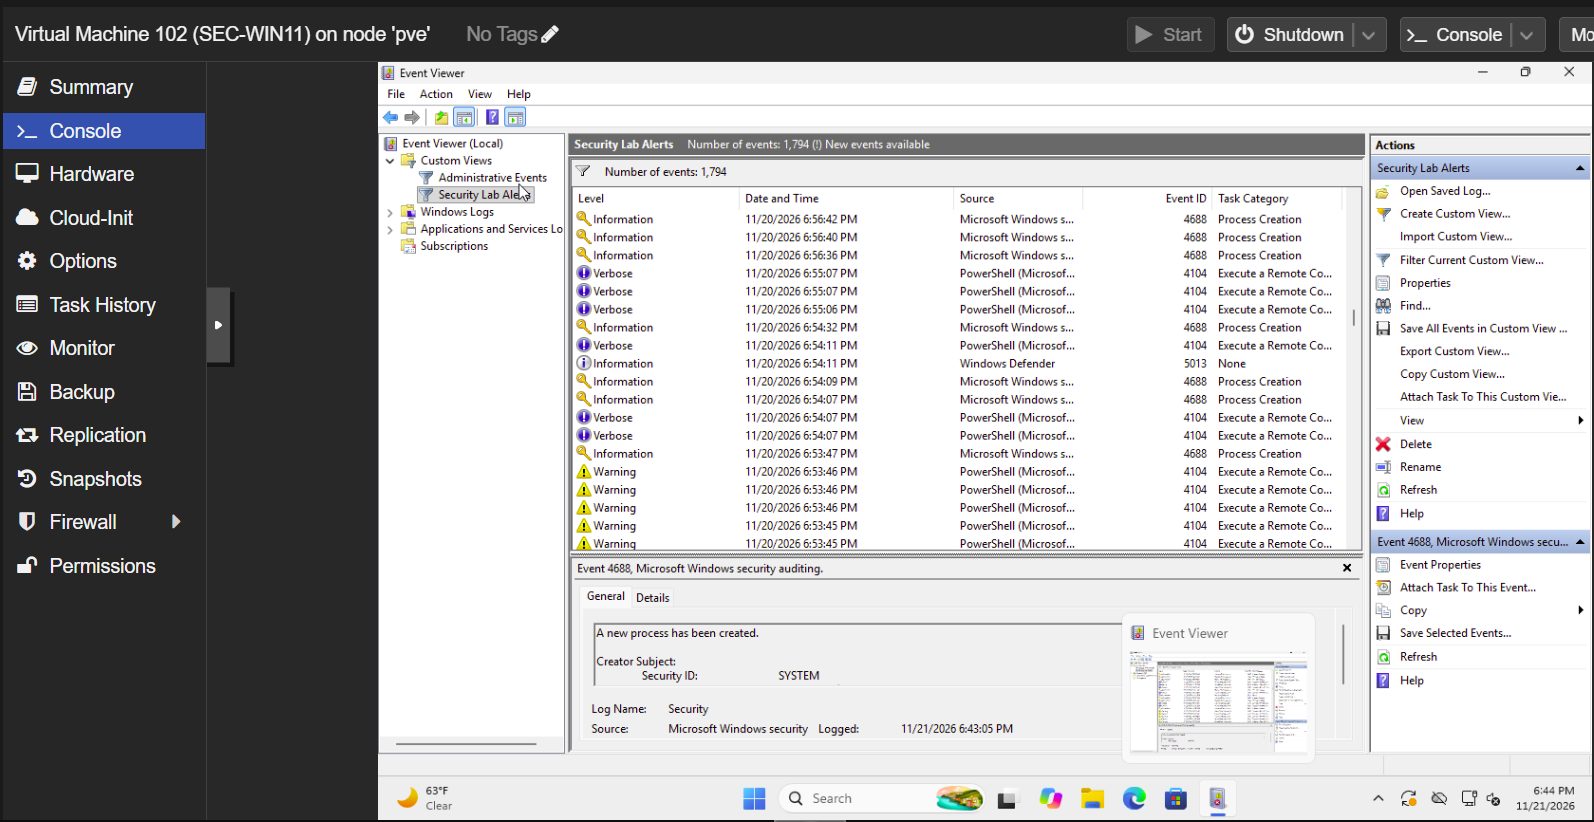 Virtual Machine 102 (SEC-WIN11) on node 'pve' No Tags Start Shutdown Console Mo
Summary
Console
Hardware
Cloud-Init
Options
Task History
Monitor
Backup
Replication
Snapshots
Firewall
Permissions
Event Viewer
File Action View Help
Event Viewer (Local)
Custom Views
Administrative Events
Security Lab Alerts
Windows Logs
Applications and Services Lo
Subscriptions
Security Lab Alerts Number of events: 1,794 (!) New events available
Number of events: 1,794
Level Date and Time Source Event ID Task Category
Information 11/20/2026 6:56:42 PM Microsoft Windows s... 4688 Process Creation
Information 11/20/2026 6:56:40 PM Microsoft Windows s... 4688 Process Creation
Information 11/20/2026 6:56:36 PM Microsoft Windows s... 4688 Process Creation
Verbose 11/20/2026 6:55:07 PM PowerShell (Microsof... 4104 Execute a Remote Co...
Verbose 11/20/2026 6:55:07 PM PowerShell (Microsof... 4104 Execute a Remote Co...
Verbose 11/20/2026 6:55:06 PM PowerShell (Microsof... 4104 Execute a Remote Co...
Information 11/20/2026 6:54:32 PM Microsoft Windows s... 4688 Process Creation
Verbose 11/20/2026 6:54:11 PM PowerShell (Microsof... 4104 Execute a Remote Co...
Information 11/20/2026 6:54:11 PM Windows Defender 5013 None
Information 11/20/2026 6:54:09 PM Microsoft Windows s... 4688 Process Creation
Information 11/20/2026 6:54:07 PM Microsoft Windows s... 4688 Process Creation
Verbose 11/20/2026 6:54:07 PM PowerShell (Microsof... 4104 Execute a Remote Co...
Verbose 11/20/2026 6:54:07 PM PowerShell (Microsof... 4104 Execute a Remote Co...
Information 11/20/2026 6:53:47 PM Microsoft Windows s... 4688 Process Creation
Warning 11/20/2026 6:53:46 PM PowerShell (Microsof... 4104 Execute a Remote Co...
Warning 11/20/2026 6:53:46 PM PowerShell (Microsof... 4104 Execute a Remote Co...
Warning 11/20/2026 6:53:46 PM PowerShell (Microsof... 4104 Execute a Remote Co...
Warning 11/20/2026 6:53:45 PM PowerShell (Microsof... 4104 Execute a Remote Co...
Warning 11/20/2026 6:53:45 PM PowerShell (Microsof... 4104 Execute a Remote Co...
Event 4688, Microsoft Windows security auditing.
General Details
A new process has been created.
Creator Subject:
Security ID: SYSTEM
Log Name: Security
Source: Microsoft Windows security Logged: 11/21/2026 6:43:05 PM
Event Viewer
Actions
Security Lab Alerts
Open Saved Log...
Create Custom View...
Import Custom View...
Filter Current Custom View...
Properties
Find...
Save All Events in Custom View ...
Export Custom View...
Copy Custom View...
Attach Task To This Custom Vie...
View
Delete
Rename
Refresh
Help
Event 4688, Microsoft Windows secu...
Event Properties
Attach Task To This Event...
Copy
Save Selected Events...
Refresh
Help
63°F
Clear
Search
6:44 PM
11/21/2026